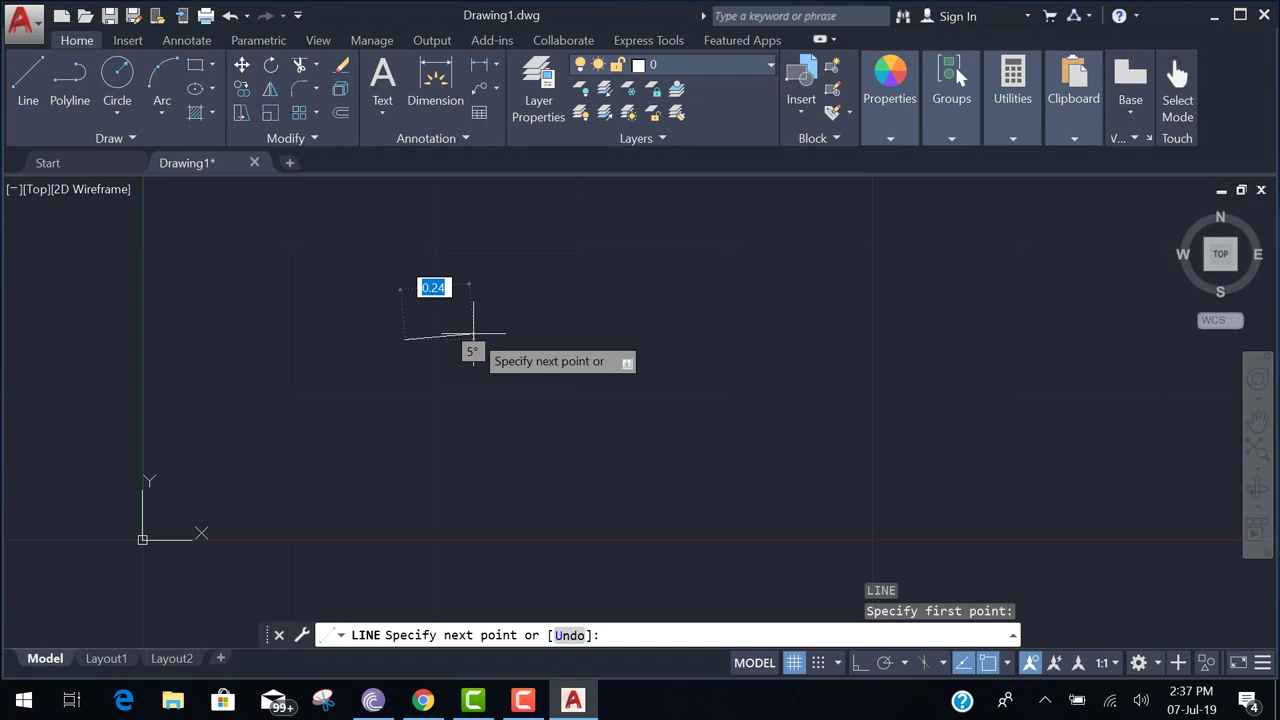 Drawing1.dwg
Type a keyword or phrase
Sign In
Home
Insert
Annotate
Parametric
View
Manage
Output
Add-ins
Collaborate
Express Tools
Featured Apps
Line
Polyline
Circle
Arc
Text
Dimension
Layer
Properties
0
Insert
Properties
Groups
Utilities
Clipboard
Base
Select
Mode
Draw
Modify
Annotation
Layers
Block
V...
Touch
Start
Drawing1*
[−][Top][2D Wireframe]
N
W
TOP
E
S
WCS
0.24
5°
Specify next point or
Y
X
LINE
Specify first point:
LINE Specify next point or [Undo]:
Model
Layout1
Layout2
MODEL
1:1
99+
2:37 PM
07-Jul-19
4